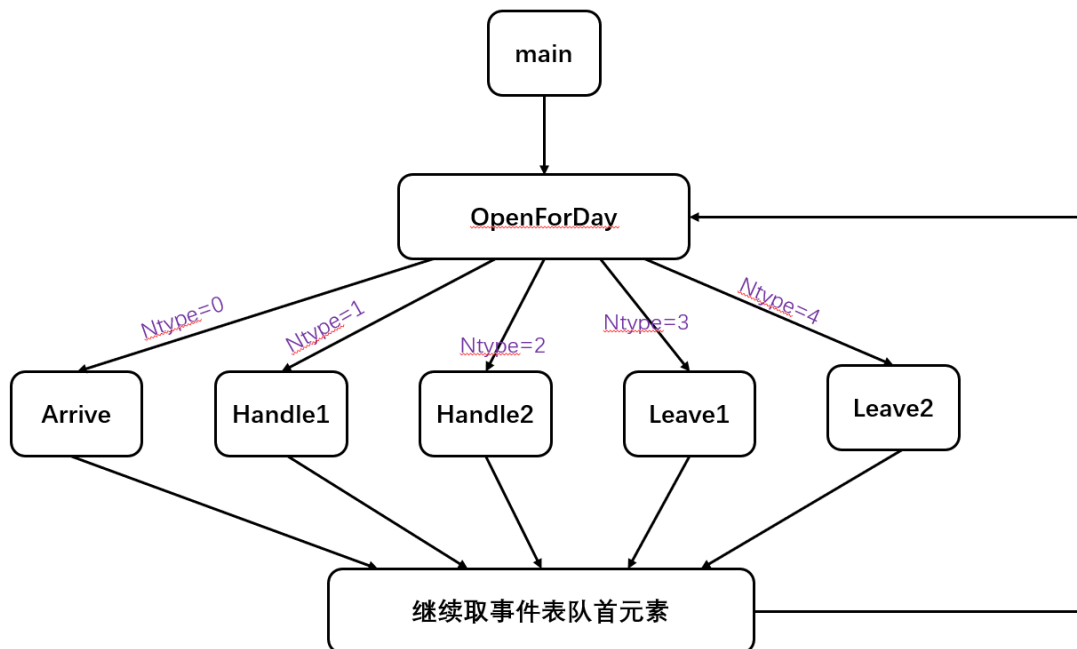 main
OpenForDay
Ntype=0
Ntype=1
Ntype=2
Ntype=3
Ntype=4
Arrive
Handle1
Handle2
Leave1
Leave2
继续取事件表队首元素